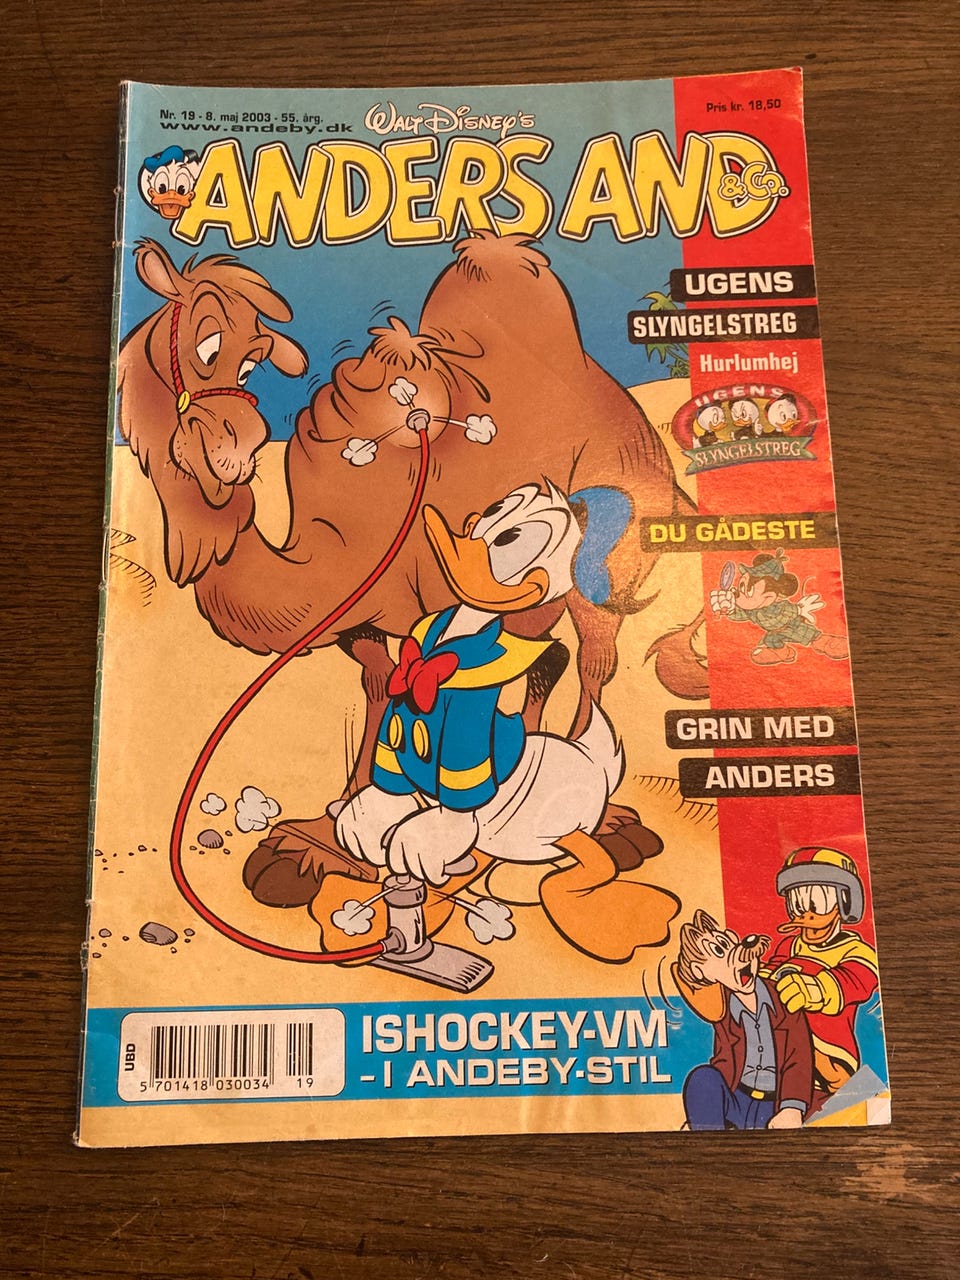 Nr. 19 - 8. maj 2003 - 55. årg.
www.andeby.dk
WALT DISNEY'S
Pris kr. 18,50
ANDERS AND
& Co.
UGENS
SLYNGELSTREG
Hurlumhej
UGENS
SLYNGELSTREG
DU GÅDESTE
GRIN MED
ANDERS
ISHOCKEY-VM
- I ANDEBY-STIL
UBD
5 701418 030034 19